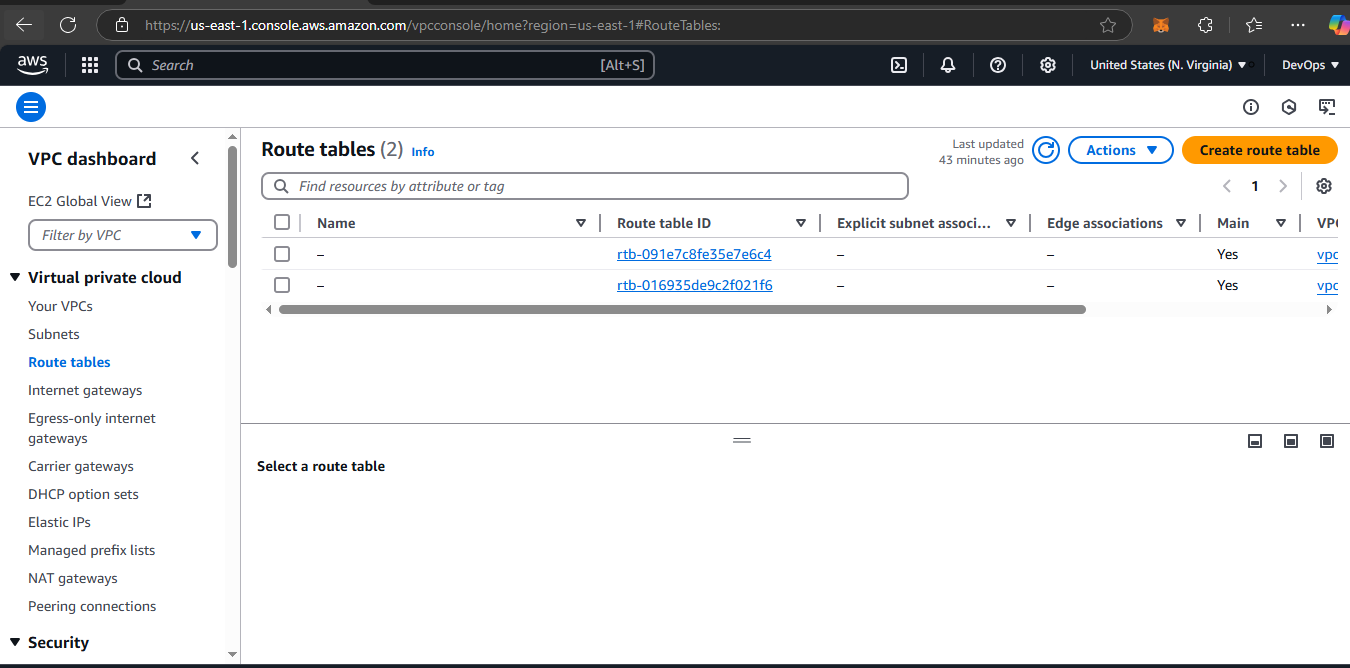 https://us-east-1.console.aws.amazon.com/vpcconsole/home?region=us-east-1#RouteTables:
aws
Search [Alt+S]
United States (N. Virginia)
DevOps
VPC dashboard
EC2 Global View
Filter by VPC
Virtual private cloud
Your VPCs
Subnets
Route tables
Internet gateways
Egress-only internet
gateways
Carrier gateways
DHCP option sets
Elastic IPs
Managed prefix lists
NAT gateways
Peering connections
Security
Route tables (2) Info
Last updated
43 minutes ago
Actions
Create route table
Find resources by attribute or tag
1
Name Route table ID Explicit subnet associ... Edge associations Main VPC
– rtb-091e7c8fe35e7e6c4 – – Yes vpc
– rtb-016935de9c2f021f6 – – Yes vpc
Select a route table